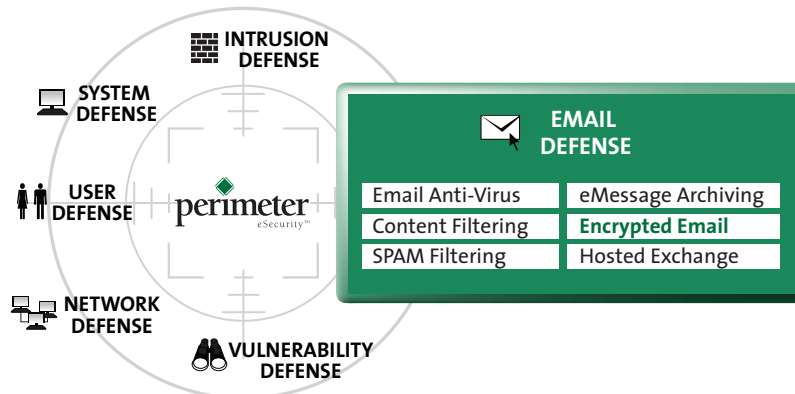 INTRUSION
DEFENSE
SYSTEM
DEFENSE
USER
DEFENSE
NETWORK
DEFENSE
VULNERABILITY
DEFENSE
perimeter
eSecurity™
EMAIL
DEFENSE
Email Anti-Virus
eMessage Archiving
Content Filtering
Encrypted Email
SPAM Filtering
Hosted Exchange